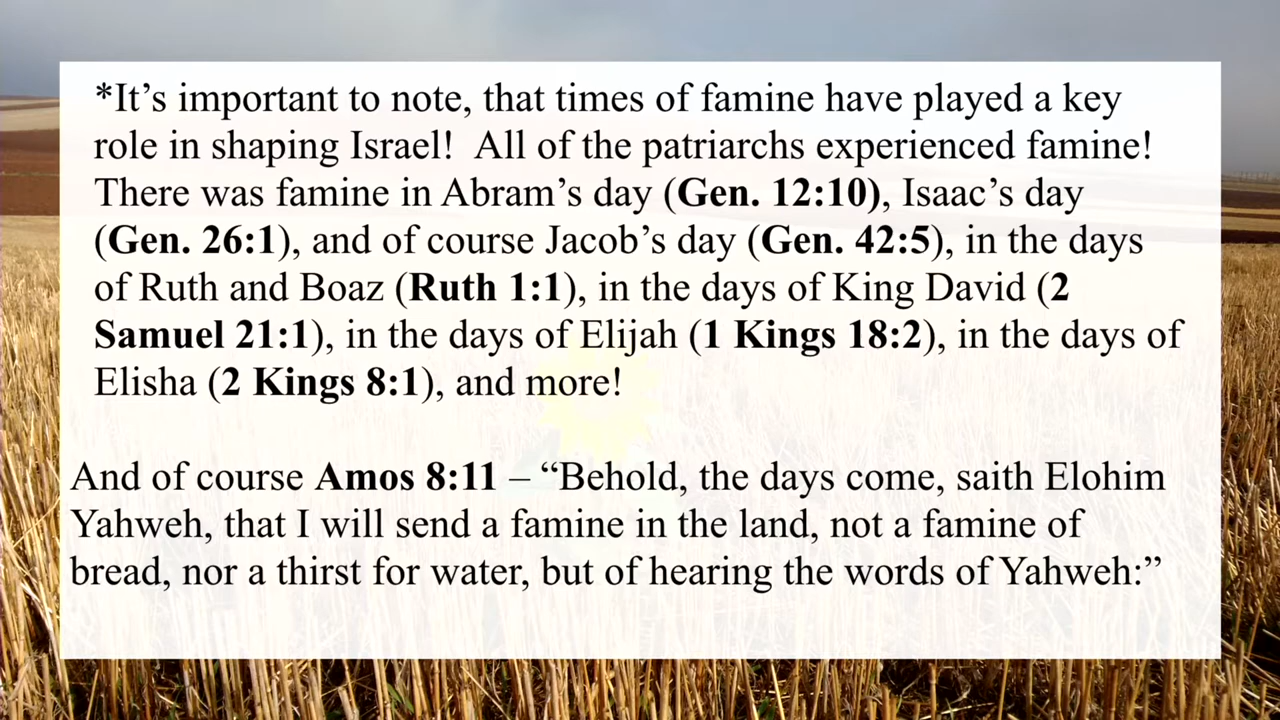 *It’s important to note, that times of famine have played a key
role in shaping Israel!  All of the patriarchs experienced famine!
There was famine in Abram’s day (Gen. 12:10), Isaac’s day
(Gen. 26:1), and of course Jacob’s day (Gen. 42:5), in the days
of Ruth and Boaz (Ruth 1:1), in the days of King David (2
Samuel 21:1), in the days of Elijah (1 Kings 18:2), in the days of
Elisha (2 Kings 8:1), and more!
And of course Amos 8:11 – “Behold, the days come, saith Elohim
Yahweh, that I will send a famine in the land, not a famine of
bread, nor a thirst for water, but of hearing the words of Yahweh:”